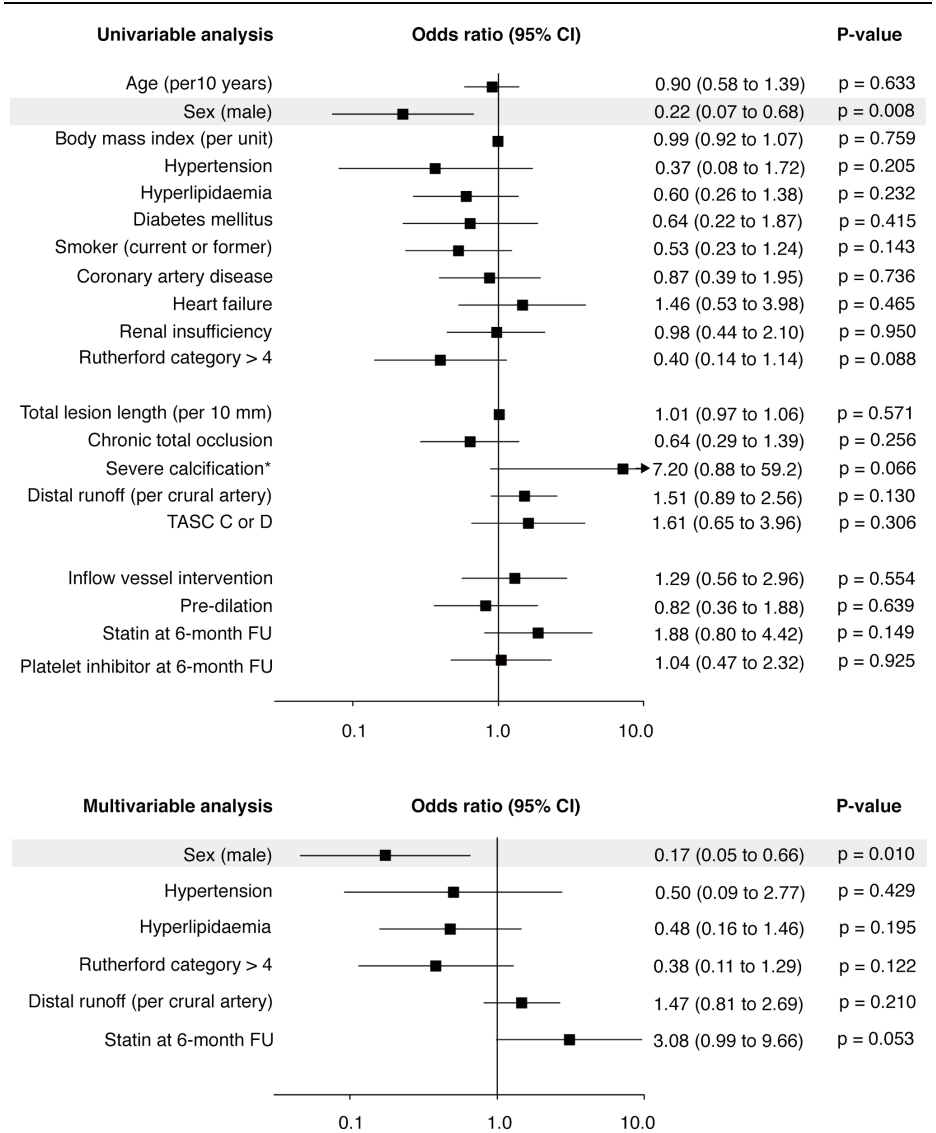 Univariable analysis Odds ratio (95% CI) P-value
Age (per10 years) 0.90 (0.58 to 1.39) p = 0.633
Sex (male) 0.22 (0.07 to 0.68) p = 0.008
Body mass index (per unit) 0.99 (0.92 to 1.07) p = 0.759
Hypertension 0.37 (0.08 to 1.72) p = 0.205
Hyperlipidaemia 0.60 (0.26 to 1.38) p = 0.232
Diabetes mellitus 0.64 (0.22 to 1.87) p = 0.415
Smoker (current or former) 0.53 (0.23 to 1.24) p = 0.143
Coronary artery disease 0.87 (0.39 to 1.95) p = 0.736
Heart failure 1.46 (0.53 to 3.98) p = 0.465
Renal insufficiency 0.98 (0.44 to 2.10) p = 0.950
Rutherford category > 4 0.40 (0.14 to 1.14) p = 0.088
Total lesion length (per 10 mm) 1.01 (0.97 to 1.06) p = 0.571
Chronic total occlusion 0.64 (0.29 to 1.39) p = 0.256
Severe calcification* 7.20 (0.88 to 59.2) p = 0.066
Distal runoff (per crural artery) 1.51 (0.89 to 2.56) p = 0.130
TASC C or D 1.61 (0.65 to 3.96) p = 0.306
Inflow vessel intervention 1.29 (0.56 to 2.96) p = 0.554
Pre-dilation 0.82 (0.36 to 1.88) p = 0.639
Statin at 6-month FU 1.88 (0.80 to 4.42) p = 0.149
Platelet inhibitor at 6-month FU 1.04 (0.47 to 2.32) p = 0.925
0.1 1.0 10.0
Multivariable analysis Odds ratio (95% CI) P-value
Sex (male) 0.17 (0.05 to 0.66) p = 0.010
Hypertension 0.50 (0.09 to 2.77) p = 0.429
Hyperlipidaemia 0.48 (0.16 to 1.46) p = 0.195
Rutherford category > 4 0.38 (0.11 to 1.29) p = 0.122
Distal runoff (per crural artery) 1.47 (0.81 to 2.69) p = 0.210
Statin at 6-month FU 3.08 (0.99 to 9.66) p = 0.053
0.1 1.0 10.0